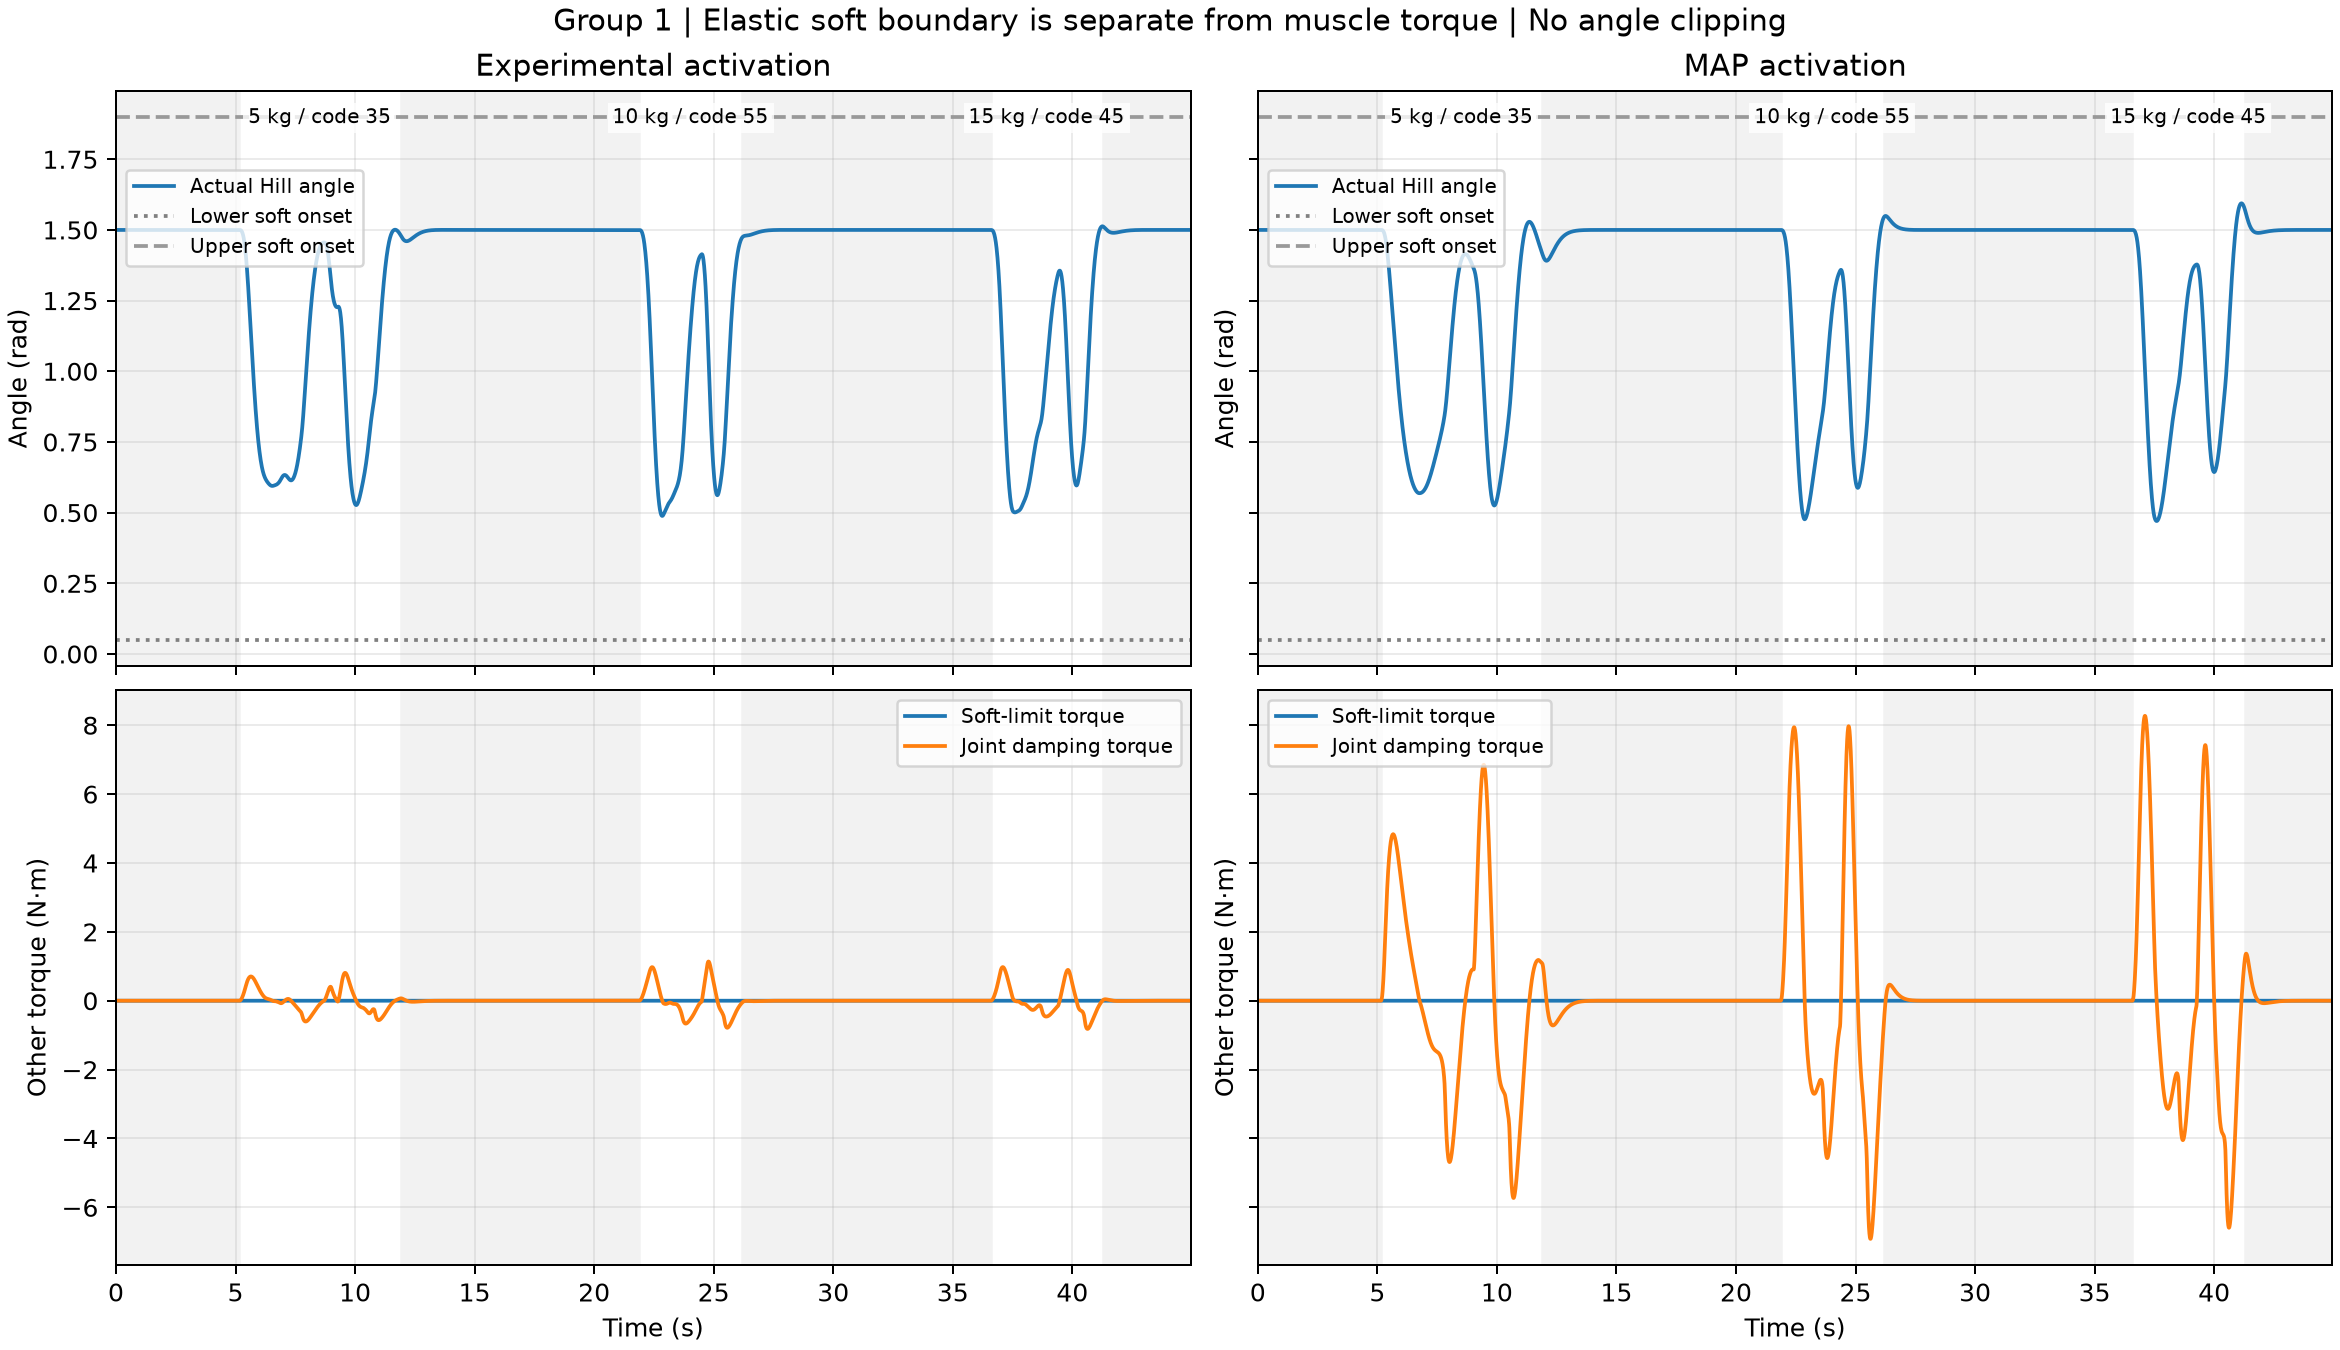 Group 1 | Elastic soft boundary is separate from muscle torque | No angle clipping
Experimental activation
5 kg / code 35
10 kg / code 55
15 kg / code 45
Actual Hill angle
Lower soft onset
Upper soft onset
Angle (rad)
1.75
1.50
1.25
1.00
0.75
0.50
0.25
0.00
MAP activation
5 kg / code 35
10 kg / code 55
15 kg / code 45
Actual Hill angle
Lower soft onset
Upper soft onset
Angle (rad)
Soft-limit torque
Joint damping torque
Other torque (N·m)
8
6
4
2
0
−2
−4
−6
0 5 10 15 20 25 30 35 40
Time (s)
Soft-limit torque
Joint damping torque
Other torque (N·m)
0 5 10 15 20 25 30 35 40
Time (s)